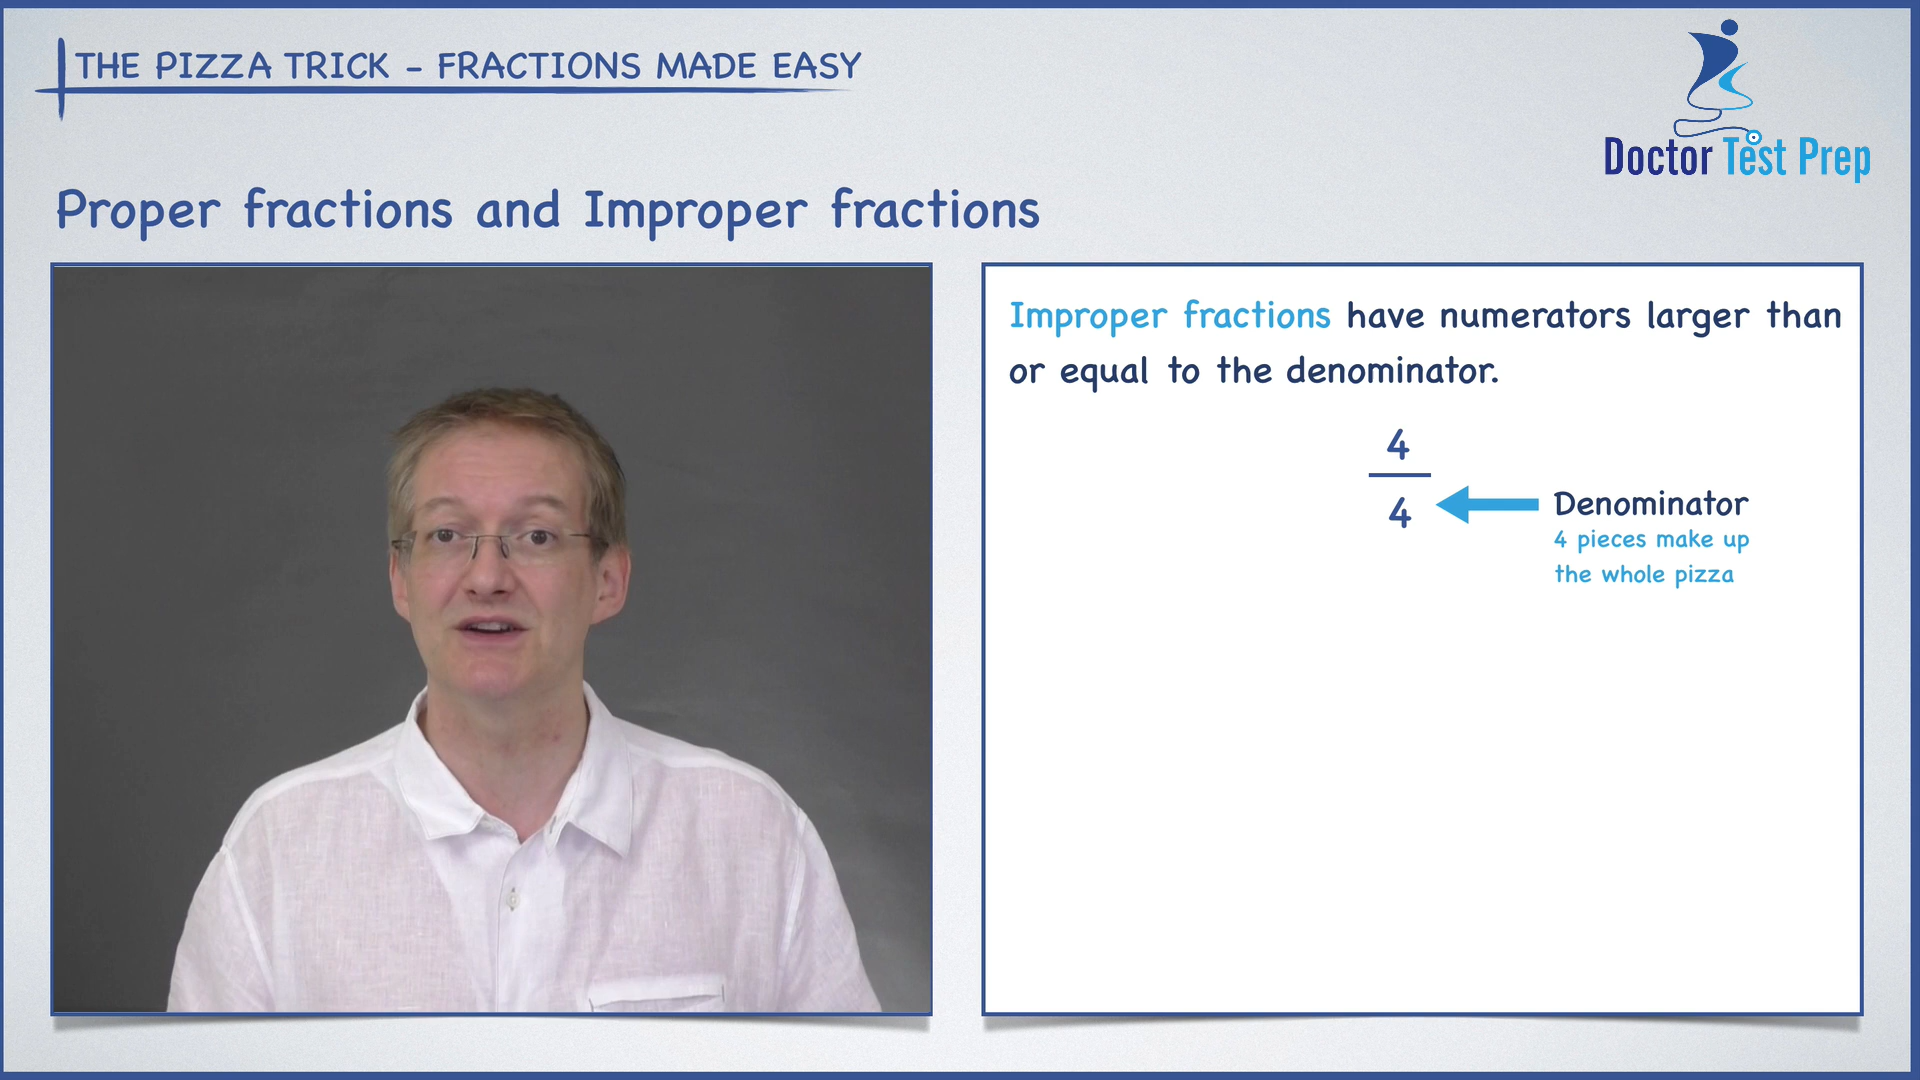 THE PIZZA TRICK - FRACTIONS MADE EASY
Doctor Test Prep
Proper fractions and Improper fractions
Improper fractions have numerators larger than
or equal to the denominator.
4
4
Denominator
4 pieces make up
the whole pizza